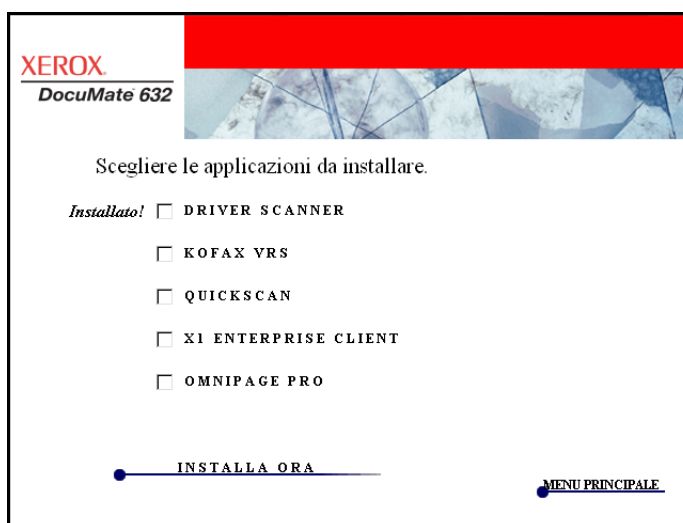 XEROX.
DocuMate 632
Scegliere le applicazioni da installare.
Installato! DRIVER SCANNER
KOFAX VRS
QUICKSCAN
X1 ENTERPRISE CLIENT
OMNIPAGE PRO
INSTALLA ORA
MENU PRINCIPALE